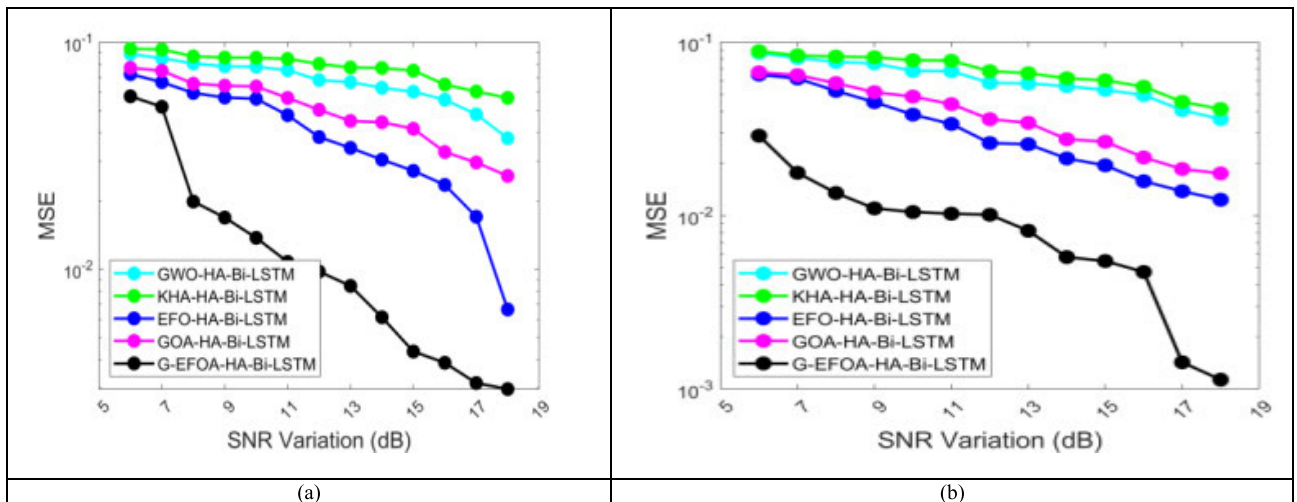 10^-1
10^-2
MSE
GWO-HA-Bi-LSTM
KHA-HA-Bi-LSTM
EFO-HA-Bi-LSTM
GOA-HA-Bi-LSTM
G-EFOA-HA-Bi-LSTM
5 7 9 11 13 15 17 19
SNR Variation (dB)
(a)
10^-1
10^-2
10^-3
MSE
GWO-HA-Bi-LSTM
KHA-HA-Bi-LSTM
EFO-HA-Bi-LSTM
GOA-HA-Bi-LSTM
G-EFOA-HA-Bi-LSTM
5 7 9 11 13 15 17 19
SNR Variation (dB)
(b)